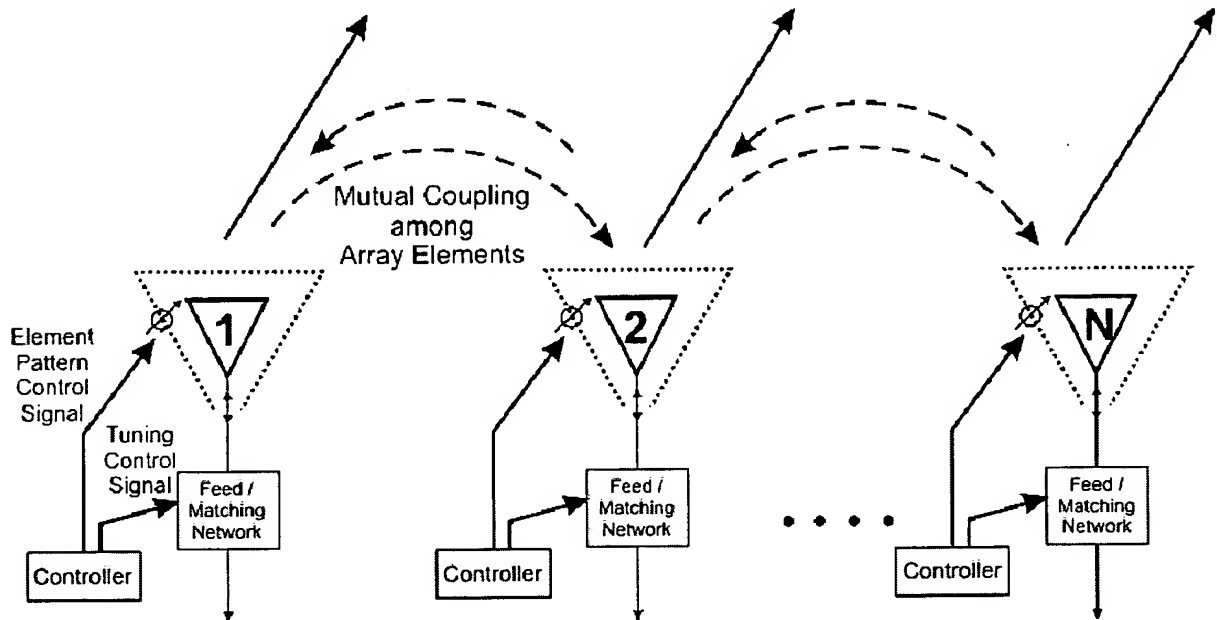 Mutual Coupling
among
Array Elements
1
2
N
Element
Pattern
Control
Signal
Tuning
Control
Signal
Feed /
Matching
Network
Feed /
Matching
Network
Feed /
Matching
Network
Controller
Controller
Controller